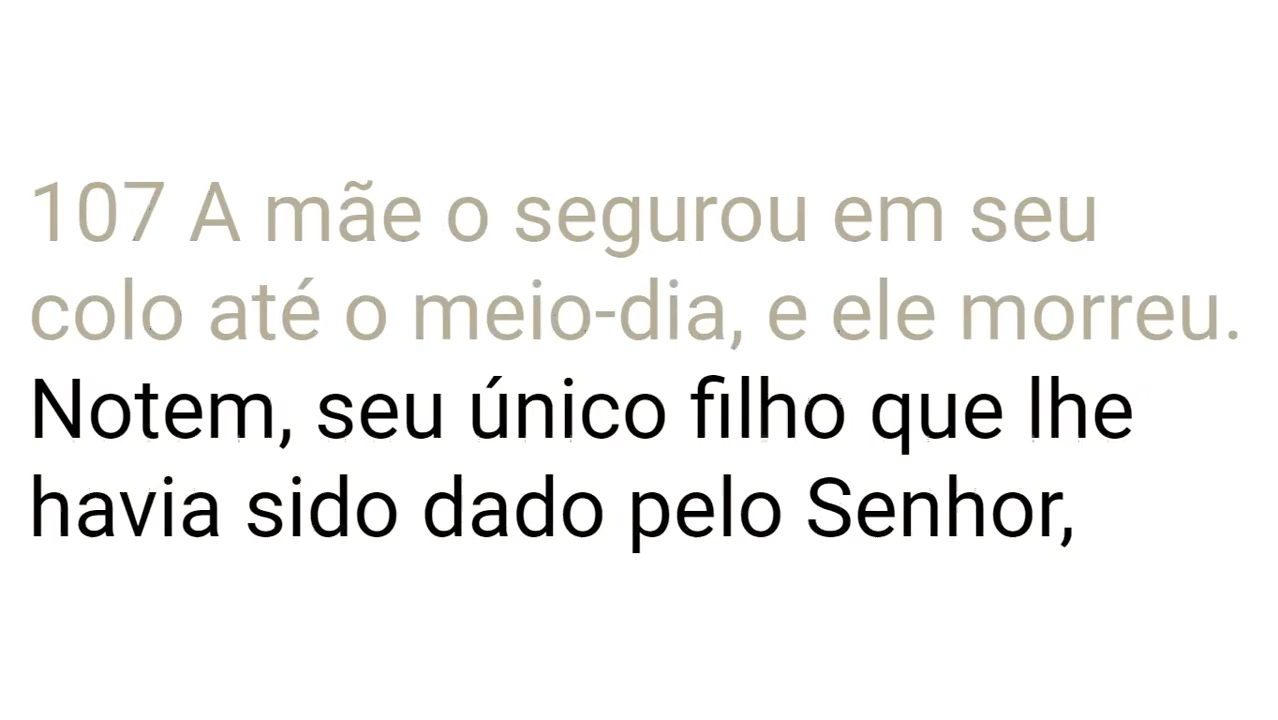 107 A mãe o segurou em seu
colo até o meio-dia, e ele morreu.
Notem, seu único filho que lhe
havia sido dado pelo Senhor,